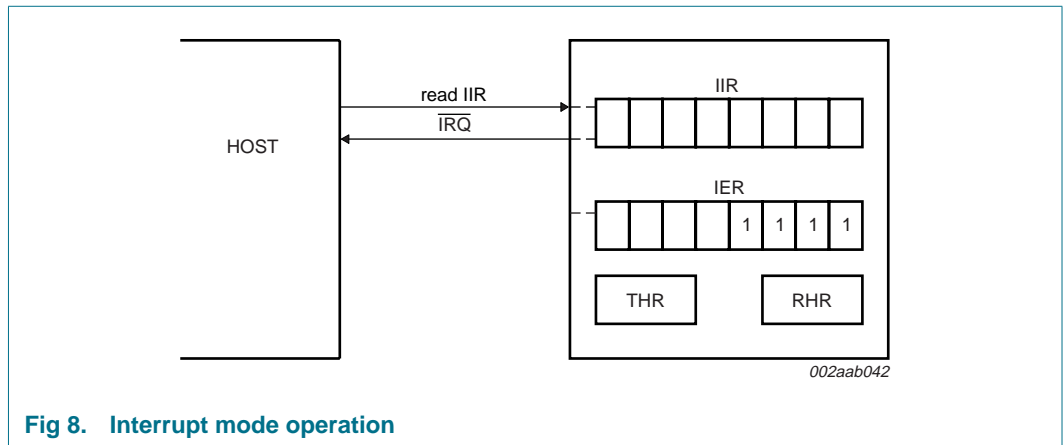 HOST
read IIR
IRQ
IIR
IER
1 1 1 1
THR
RHR
002aab042
Fig 8. Interrupt mode operation